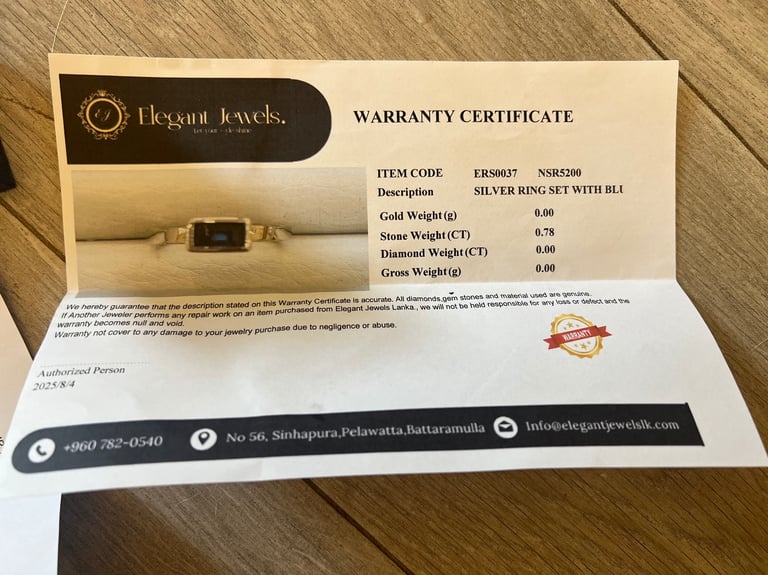 EJ
Elegant Jewels.
Let your style shine
WARRANTY CERTIFICATE
ITEM CODE ERS0037 NSR5200
Description SILVER RING SET WITH BLU
Gold Weight(g) 0.00
Stone Weight(CT) 0.78
Diamond Weight(CT) 0.00
Gross Weight(g) 0.00
We hereby guarantee that the description stated on this Warranty Certificate is accurate. All diamonds,gem stones and material used are genuine.
If Another Jeweler performs any repair work on an item purchased from Elegant Jewels Lanka., we will not be held responsible for any loss or defect and the
warranty becomes null and void.
Warranty not cover to any damage to your jewelry purchase due to negligence or abuse.
WARRANTY
Authorized Person
2025/8/4
+960 782-0540
No 56, Sinhapura,Pelawatta,Battaramulla
Info@elegantjewelslk.com